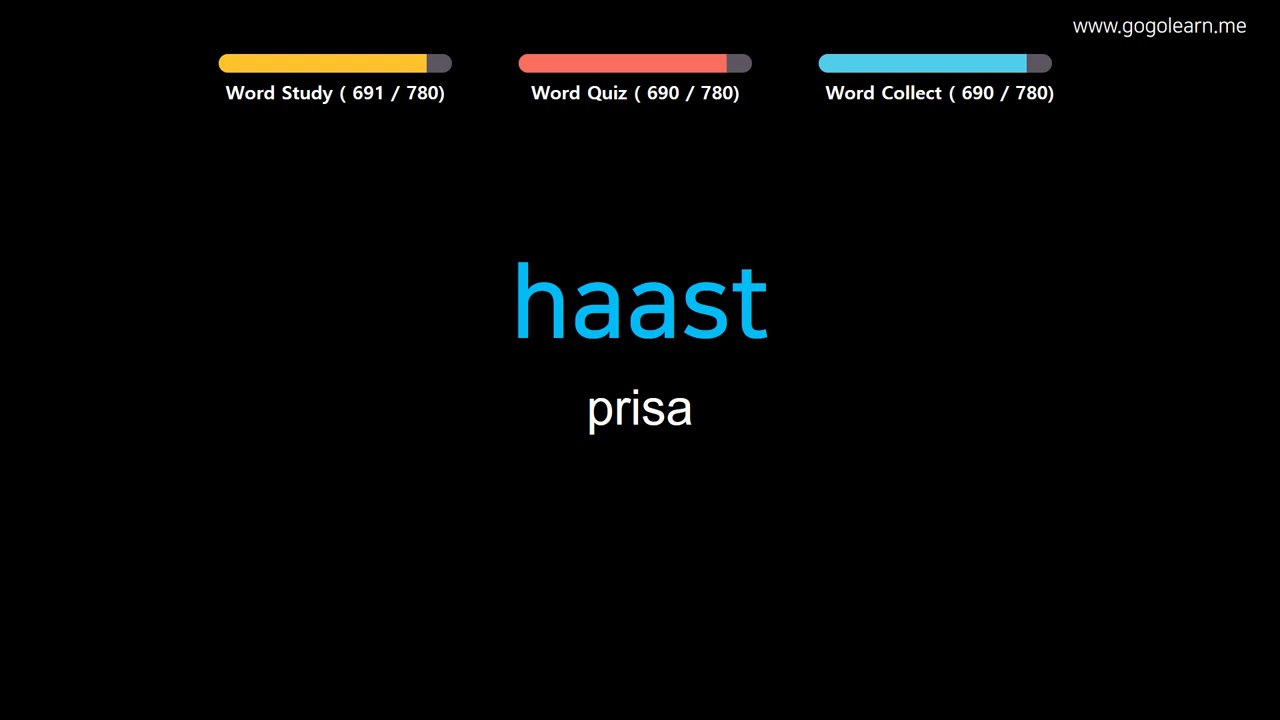 www.gogolearn.me
Word Study ( 691 / 780)
Word Quiz ( 690 / 780)
Word Collect ( 690 / 780)
haast
prisa